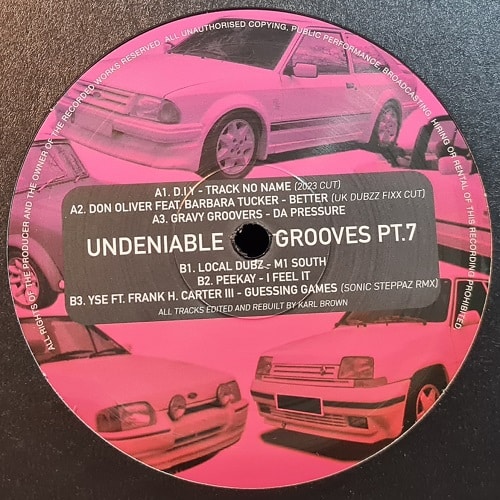 ALL RIGHTS OF THE PRODUCER AND THE OWNER OF THE RECORDED WORKS RESERVED. ALL UNAUTHORISED COPYING, PUBLIC PERFORMANCE, BROADCASTING, HIRING OR RENTAL OF THIS RECORDING PROHIBITED
A1. D.I.Y - TRACK NO NAME (2023 CUT)
A2. DON OLIVER FEAT/BARBARA TUCKER - BETTER (UK DUBZZ FIXX CUT)
A3. GRAVY GROOVERS - DA PRESSURE
UNDENIABLE GROOVES PT.7
B1. LOCAL DUBZ - M1 SOUTH
B2. PEEKAY - I FEEL IT
B3. YSE FT. FRANK H. CARTER III - GUESSING GAMES (SONIC STEPPAZ RMX)
ALL TRACKS EDITED AND REBUILT BY KARL BROWN